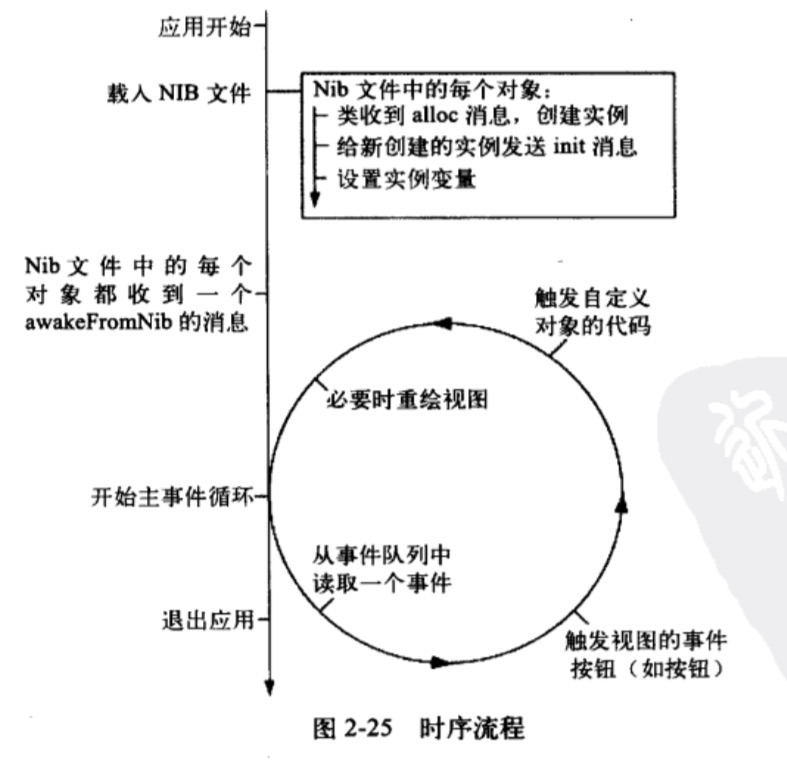 应用开始
载入 NIB 文件
Nib 文件中的每个对象：
类收到 alloc 消息，创建实例
给新创建的实例发送 init 消息
设置实例变量
Nib 文件中的每个
对象都收到一个
awakeFromNib 的消息
触发自定义
对象的代码
必要时重绘视图
开始主事件循环
从事件队列中
读取一个事件
退出应用
触发视图的事件
按钮（如按钮）
图 2-25 时序流程